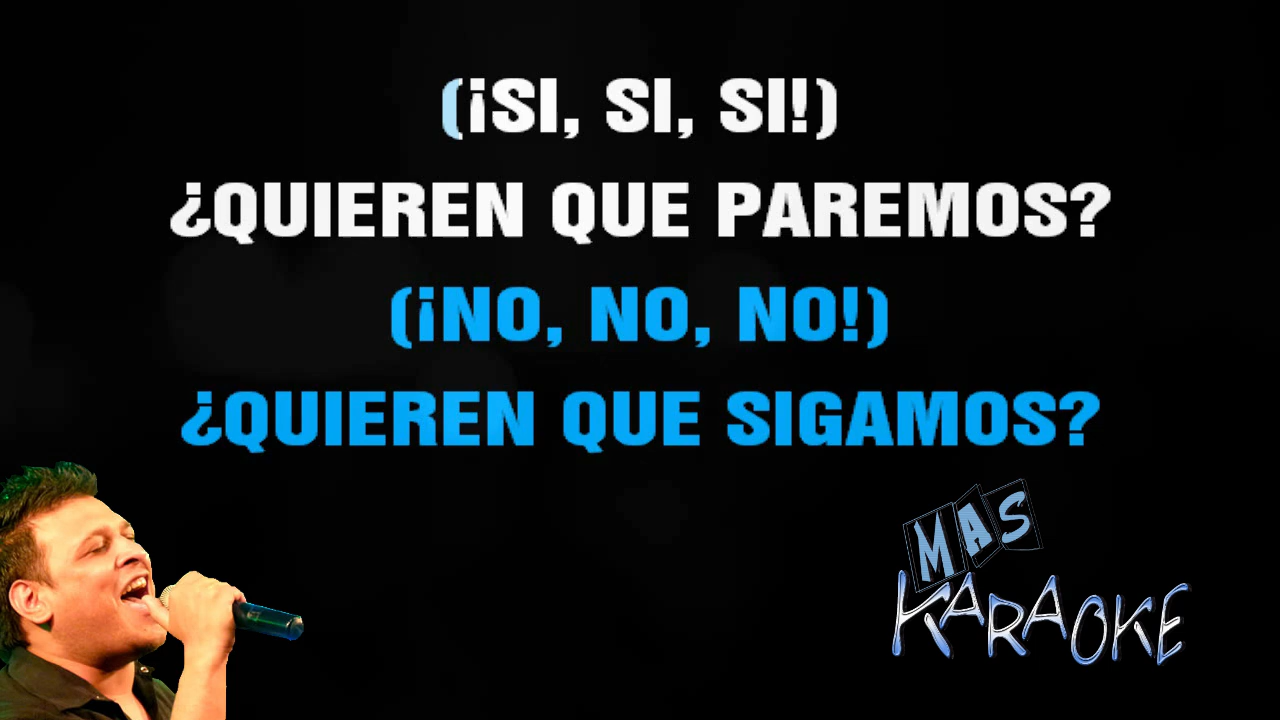 (¡SI, SI, SI!)
¿QUIEREN QUE PAREMOS?
(¡NO, NO, NO!)
¿QUIEREN QUE SIGAMOS?
MAS
KARAOKE